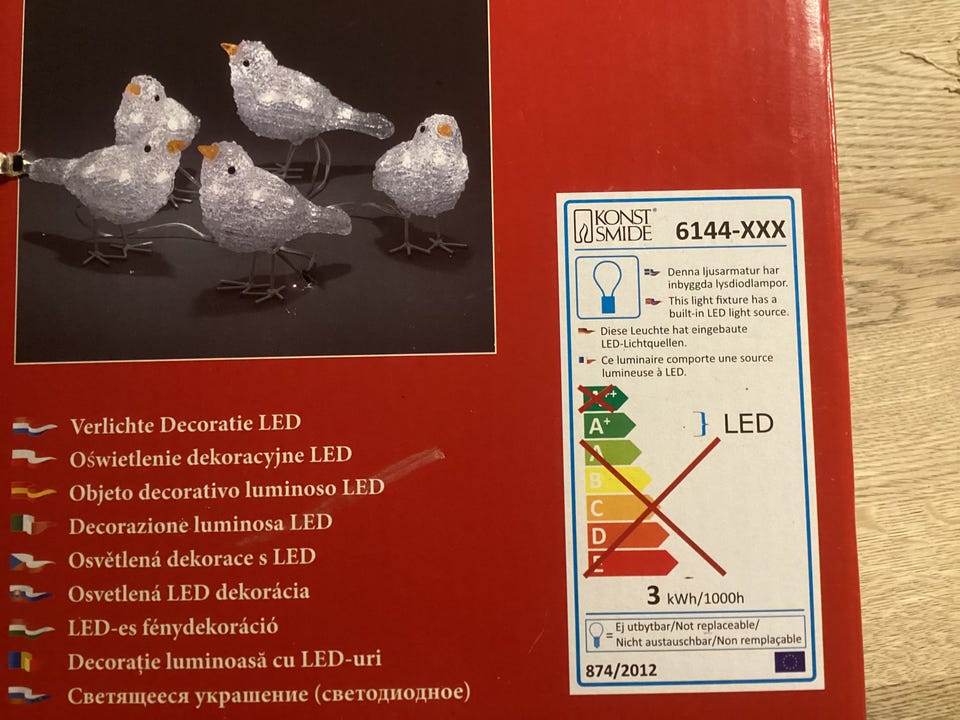 Verlichte Decoratie LED
Oświetlenie dekoracyjne LED
Objeto decorativo luminoso LED
Decorazione luminosa LED
Osvětlená dekorace s LED
Osvetlená LED dekorácia
LED-es fénydekoráció
Decorație luminoasă cu LED-uri
Светящееся украшение (светодиодное)
KONST
SMIDE® 6144-XXX
Denna ljusarmatur har
inbyggda lysdiodlampor.
This light fixture has a
built-in LED light source.
Diese Leuchte hat eingebaute
LED-Lichtquellen.
Ce luminaire comporte une source
lumineuse à LED.
A++
A+ } LED
A
B
C
D
E
3 kWh/1000h
= Ej utbytbar/Not replaceable/
Nicht austauschbar/Non remplaçable
874/2012